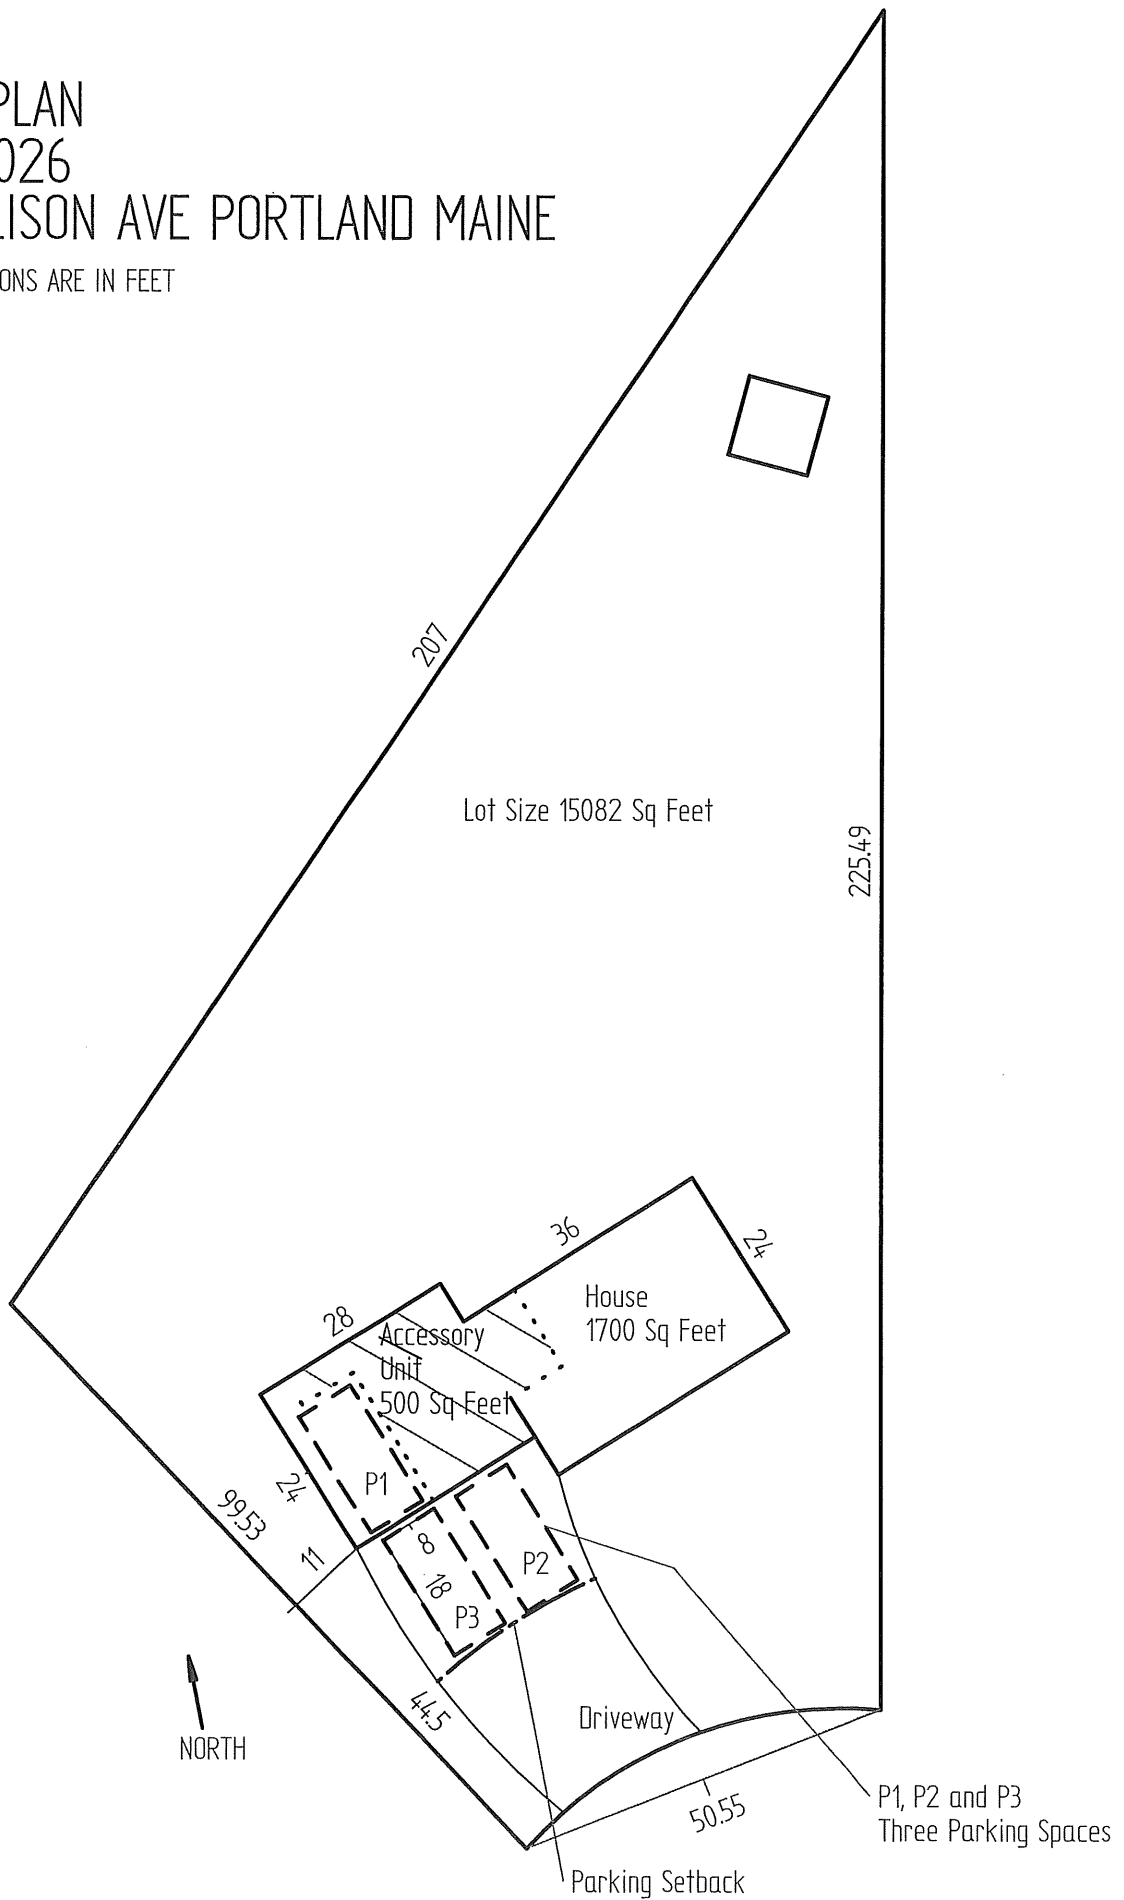 PLAN
026
LISON AVE PORTLAND MAINE
ONS ARE IN FEET
207
Lot Size 15082 Sq Feet
225.49
36
24
House
1700 Sq Feet
28
Accessory
Unit
500 Sq Feet
24
P1
99.53
11
8
18
P2
P3
44.5
Driveway
NORTH
50.55
P1, P2 and P3
Three Parking Spaces
Parking Setback